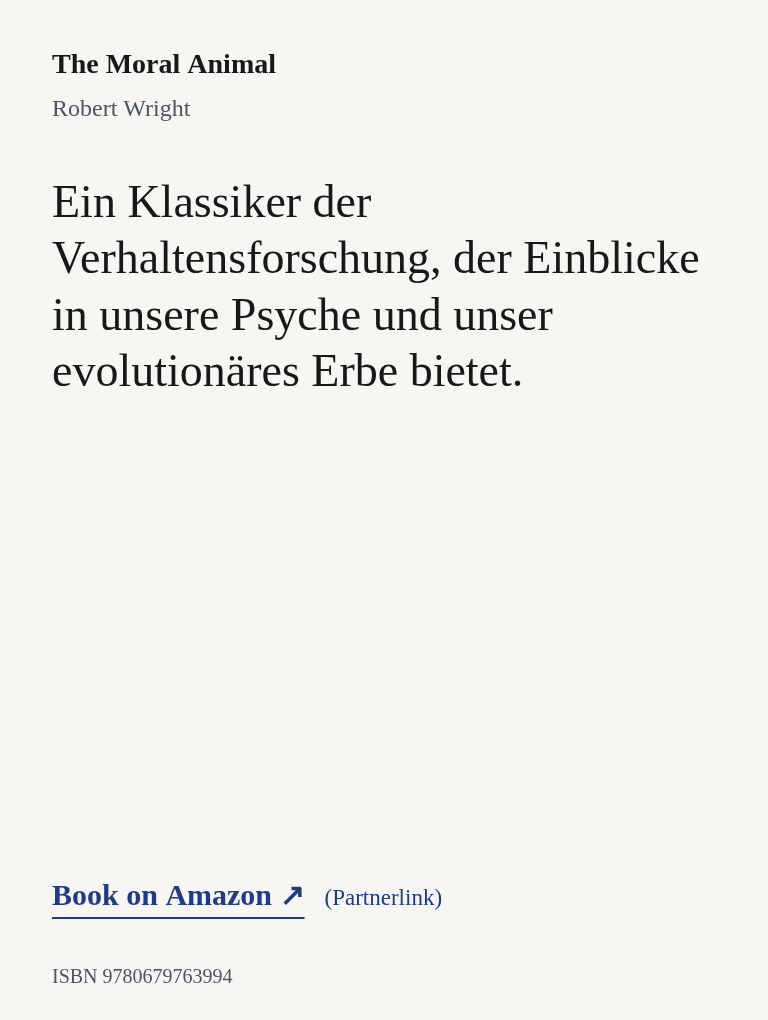 The Moral Animal
Robert Wright
Ein Klassiker der
Verhaltensforschung, der Einblicke
in unsere Psyche und unser
evolutionäres Erbe bietet.
Book on Amazon ↗ (Partnerlink)
ISBN 9780679763994